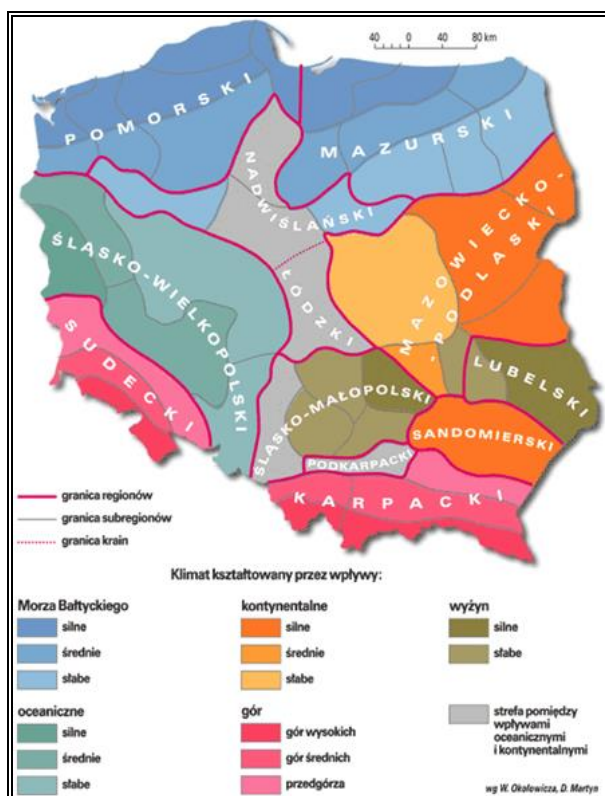 40 0 40 80 km
POMORSKI
MAZURSKI
NADWIŚLAŃSKI
ŁÓDZKI
MAZOWIECKO-
-PODLASKI
ŚLĄSKO-WIELKOPOLSKI
SUDECKI
ŚLĄSKO-MAŁOPOLSKI
LUBELSKI
SANDOMIERSKI
PODKARPACKI
KARPACKI
granica regionów
granica subregionów
granica krain
Klimat kształtowany przez wpływy:
Morza Bałtyckiego
silne
średnie
słabe
kontynentalne
silne
średnie
słabe
wyżyn
silne
słabe
oceaniczne
silne
średnie
słabe
gór
gór wysokich
gór średnich
przedgórza
strefa pomiędzy
wpływami
oceanicznymi
i kontynentalnymi
wg W. Okołowicza, D. Martyn